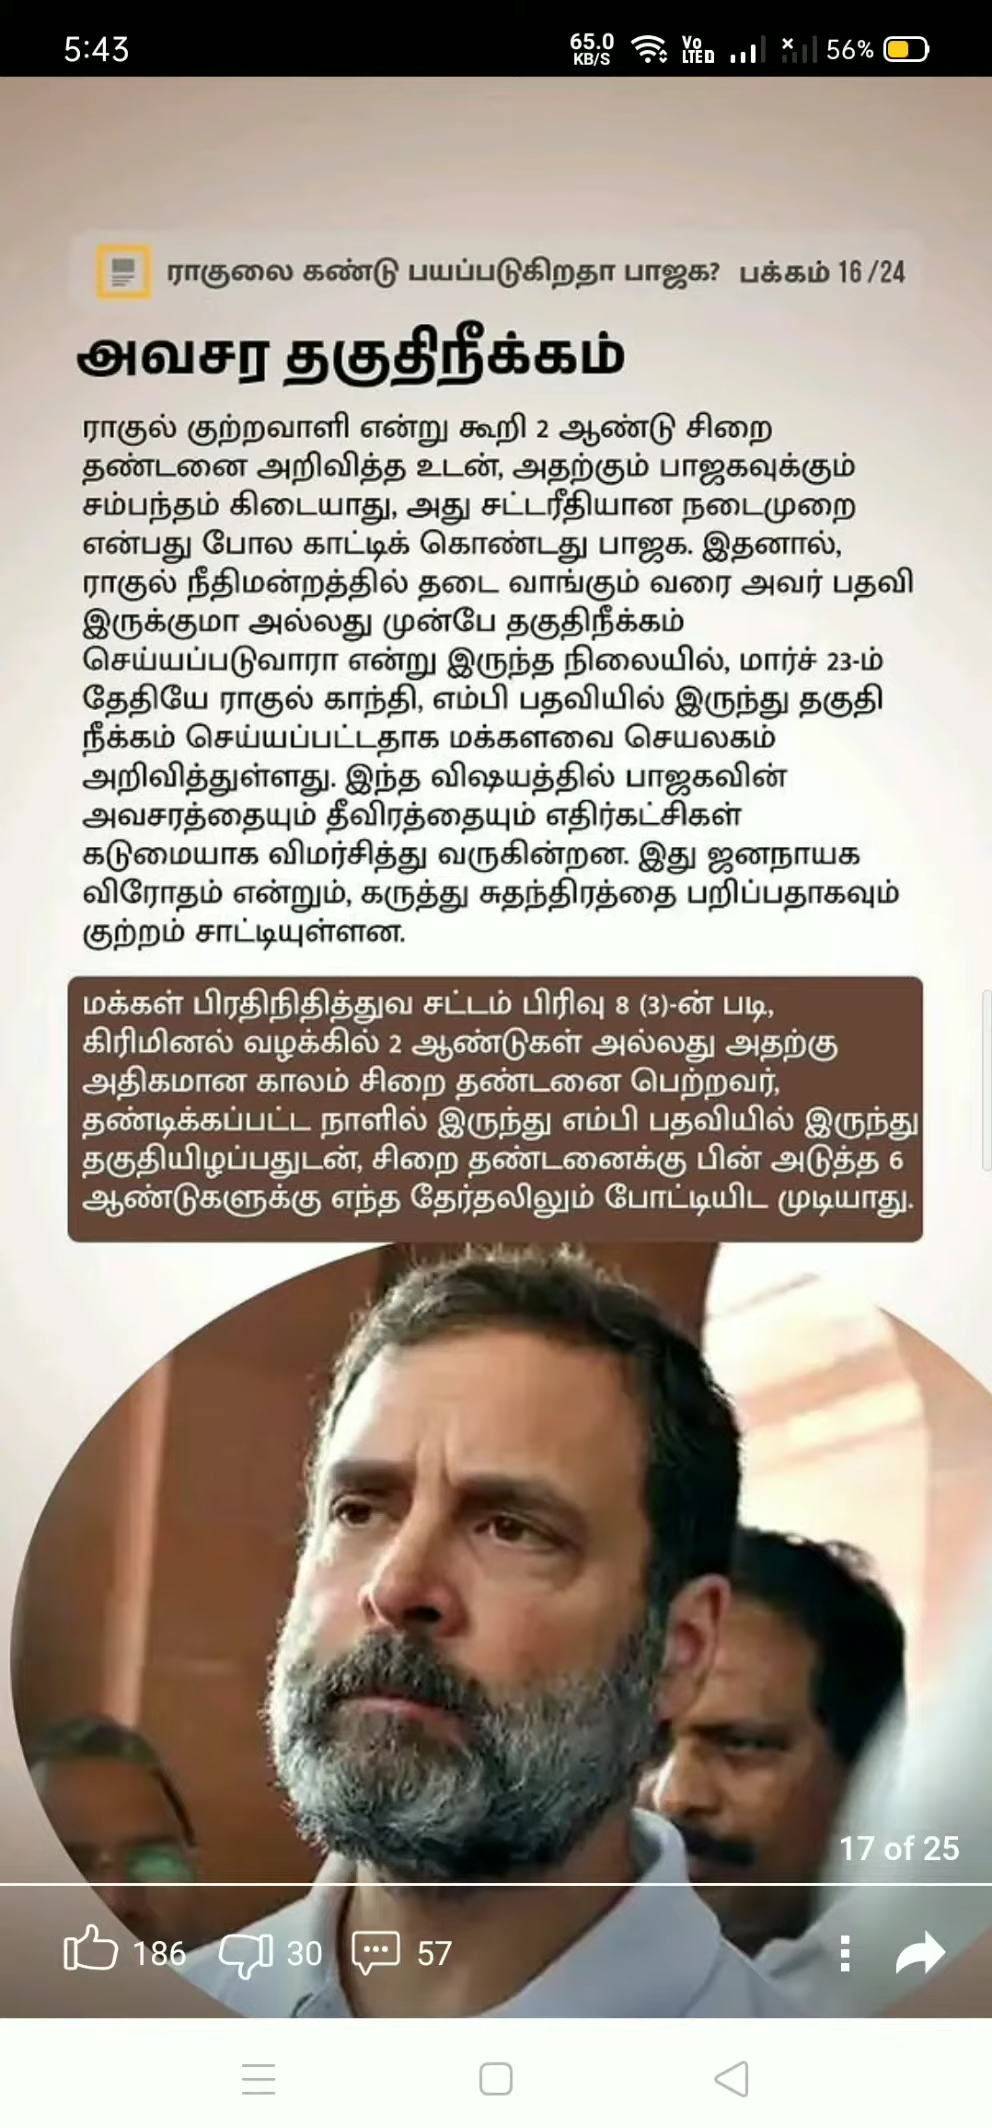 5:43
65.0 KB/S Vo LTED 56%
ராகுலை கண்டு பயப்படுகிறதா பாஜக? பக்கம் 16/24
அவசர தகுதிநீக்கம்
ராகுல் குற்றவாளி என்று கூறி 2 ஆண்டு சிறை
தண்டனை அறிவித்த உடன், அதற்கும் பாஜகவுக்கும்
சம்பந்தம் கிடையாது, அது சட்டரீதியான நடைமுறை
என்பது போல காட்டிக் கொண்டது பாஜக. இதனால்,
ராகுல் நீதிமன்றத்தில் தடை வாங்கும் வரை அவர் பதவி
இருக்குமா அல்லது முன்பே தகுதிநீக்கம்
செய்யப்படுவாரா என்று இருந்த நிலையில், மார்ச் 23-ம்
தேதியே ராகுல் காந்தி, எம்பி பதவியில் இருந்து தகுதி
நீக்கம் செய்யப்பட்டதாக மக்களவை செயலகம்
அறிவித்துள்ளது. இந்த விஷயத்தில் பாஜகவின்
அவசரத்தையும் தீவிரத்தையும் எதிர்கட்சிகள்
கடுமையாக விமர்சித்து வருகின்றன. இது ஜனநாயக
விரோதம் என்றும், கருத்து சுதந்திரத்தை பறிப்பதாகவும்
குற்றம் சாட்டியுள்ளன.
மக்கள் பிரதிநிதித்துவ சட்டம் பிரிவு 8 (3)-ன் படி,
கிரிமினல் வழக்கில் 2 ஆண்டுகள் அல்லது அதற்கு
அதிகமான காலம் சிறை தண்டனை பெற்றவர்,
தண்டிக்கப்பட்ட நாளில் இருந்து எம்பி பதவியில் இருந்து
தகுதியிழப்பதுடன், சிறை தண்டனைக்கு பின் அடுத்த 6
ஆண்டுகளுக்கு எந்த தேர்தலிலும் போட்டியிட முடியாது.
17 of 25
186 30 57